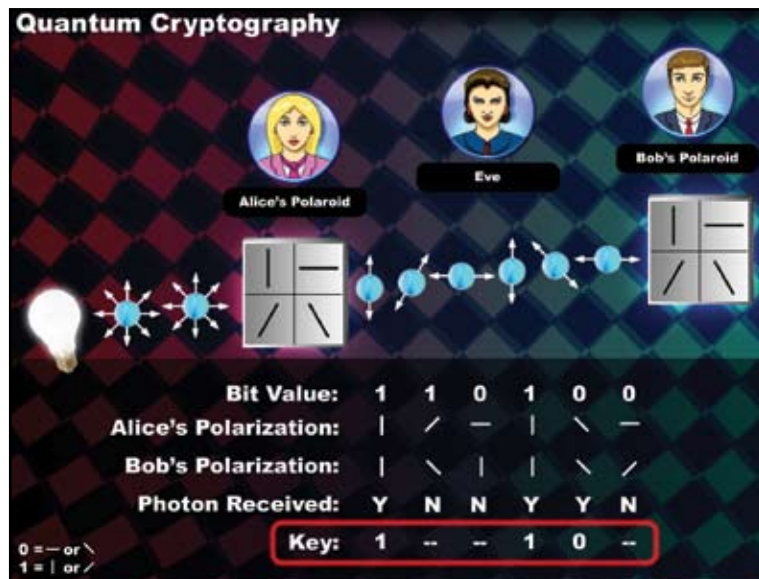 Quantum Cryptography
Bob's Polaroid
Eve
Alice's Polaroid
Bit Value: 1 1 0 1 0 0
Alice's Polarization: | / — | \ —
Bob's Polarization: | \ | | \ /
Photon Received: Y N N Y Y N
Key: 1 -- -- 1 0 --
0 = — or \
1 = | or /